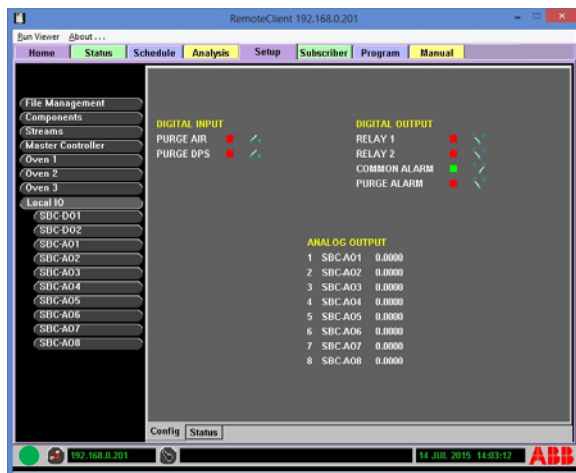 RemoteClient 192.168.0.201
Run Viewer About...
Home Status Schedule Analysis Setup Subscriber Program Manual
File Management
Components
Streams
Master Controller
Oven 1
Oven 2
Oven 3
Local IO
SBC-DO1
SBC-DO2
SBC-AO1
SBC-AO2
SBC-AO3
SBC-AO4
SBC-AO5
SBC-AO6
SBC-AO7
SBC-AO8
DIGITAL INPUT
PURGE AIR
PURGE DPS
DIGITAL OUTPUT
RELAY 1
RELAY 2
COMMON ALARM
PURGE ALARM
ANALOG OUTPUT
1 SBC-AO1 0.0000
2 SBC-AO2 0.0000
3 SBC-AO3 0.0000
4 SBC-AO4 0.0000
5 SBC-AO5 0.0000
6 SBC-AO6 0.0000
7 SBC-AO7 0.0000
8 SBC-AO8 0.0000
Config Status
192.168.0.201 14 JUL 2015 14:03:12 ABB